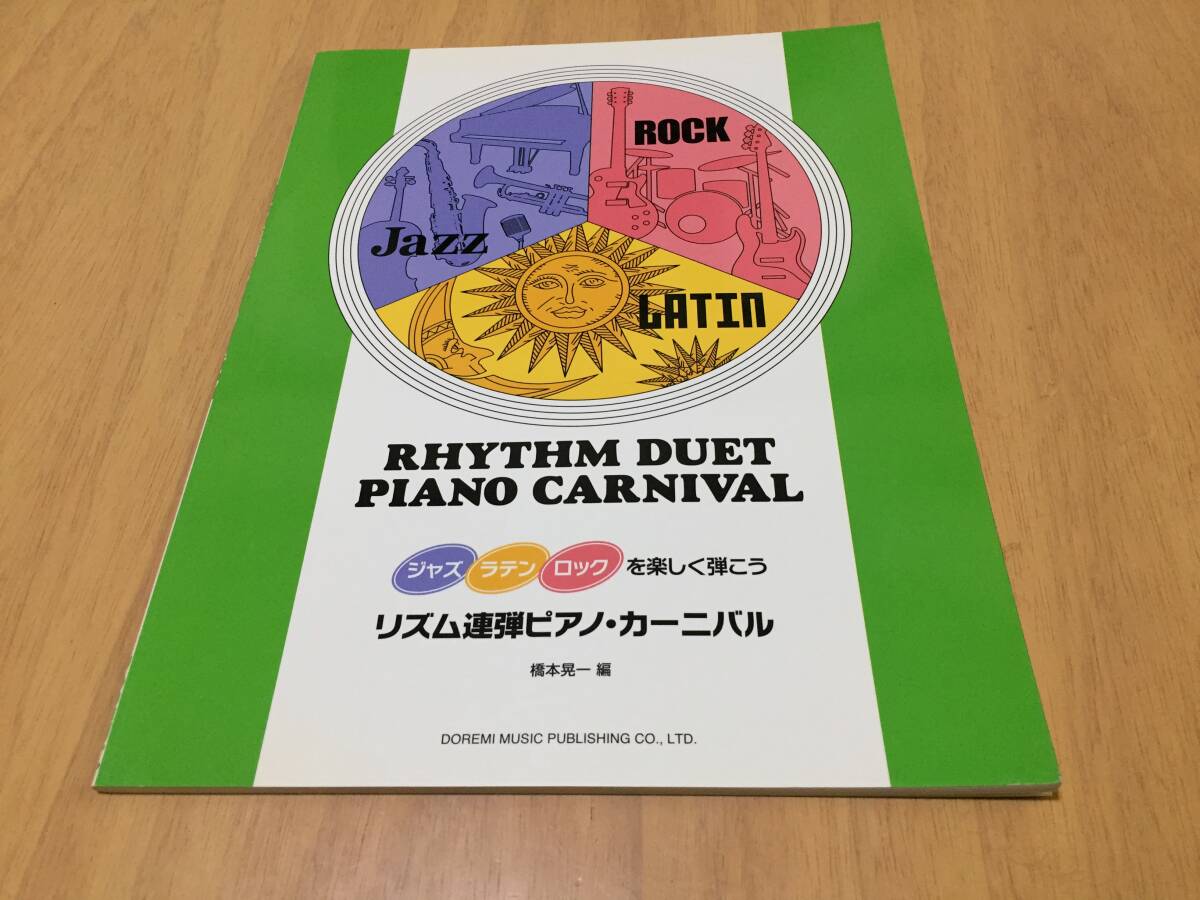 ROCK
Jazz
LATIN
RHYTHM DUET
PIANO CARNIVAL
ジャズ ラテン ロック を楽しく弾こう
リズム連弾ピアノ・カーニバル
橋本晃一 編
DOREMI MUSIC PUBLISHING CO., LTD.